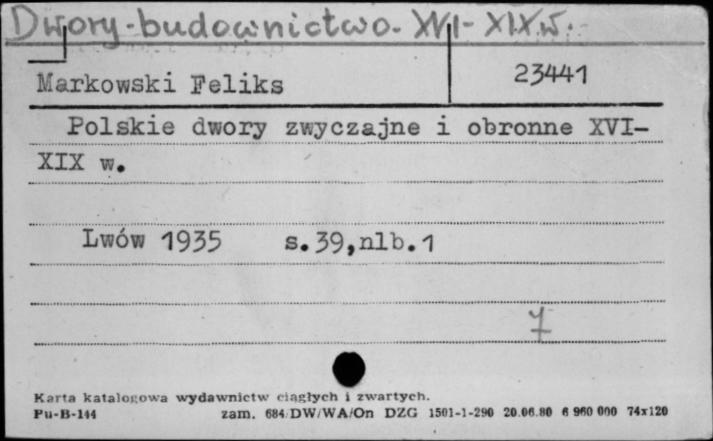 Dwory-budownictwo. XVI-XIXw.
Markowski Feliks 23441
Polskie dwory zwyczajne i obronne XVI-
XIX w.
Lwów 1935 s.39,nlb.1
7
Karta katalogowa wydawnictw ciągłych i zwartych.
Pu-B-144 zam. 684/DW/WA/On DZG 1501-1-290 20.06.80 6 960 000 74x120